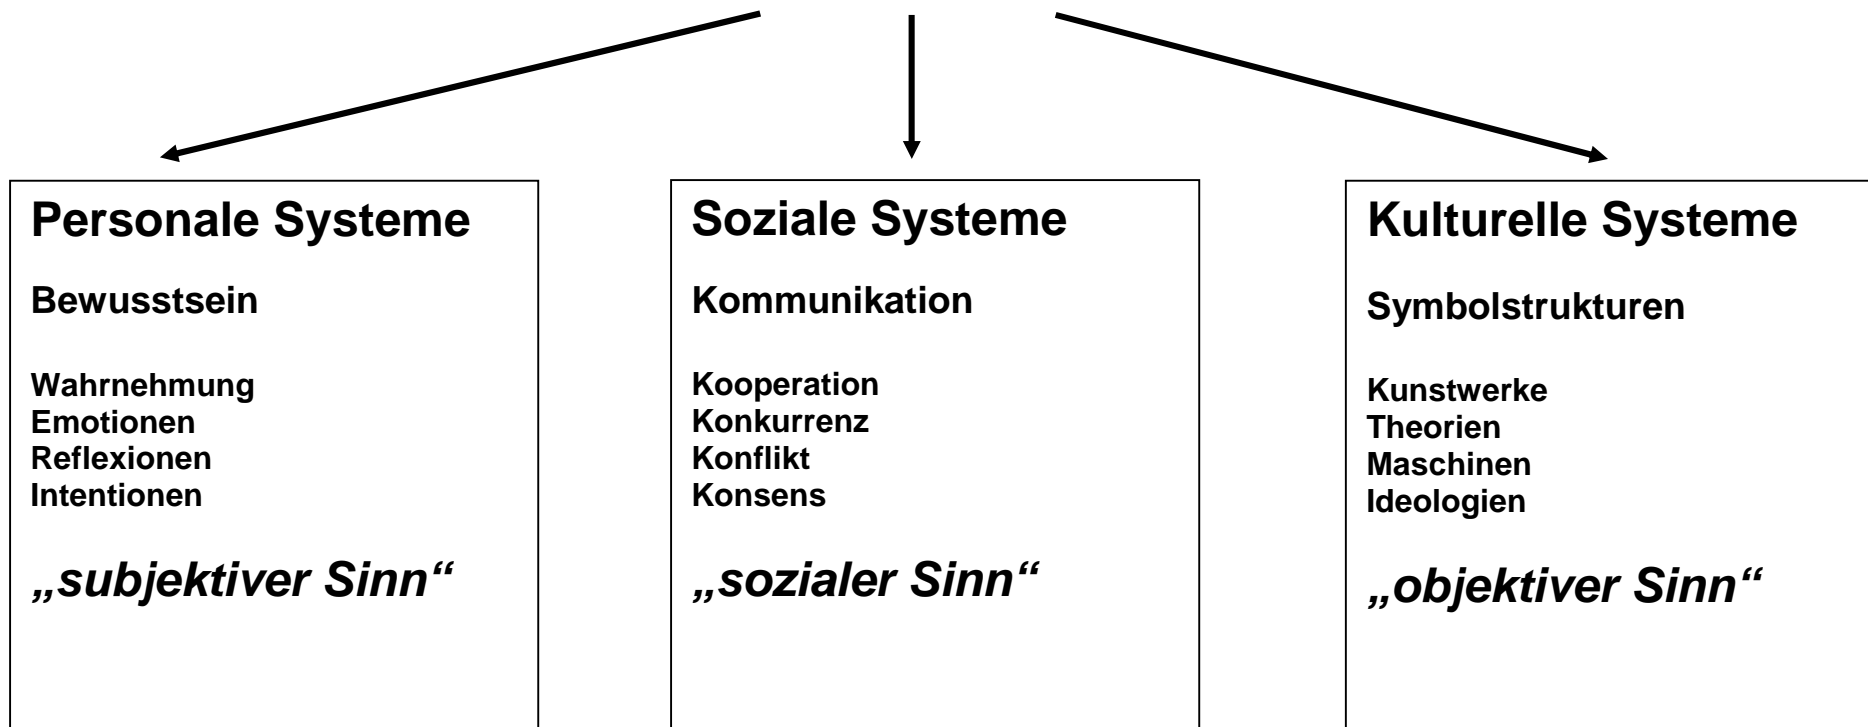 Personale Systeme
Bewusstsein
Wahrnehmung
Emotionen
Reflexionen
Intentionen
„subjektiver Sinn“
Soziale Systeme
Kommunikation
Kooperation
Konkurrenz
Konflikt
Konsens
„sozialer Sinn“
Kulturelle Systeme
Symbolstrukturen
Kunstwerke
Theorien
Maschinen
Ideologien
„objektiver Sinn“